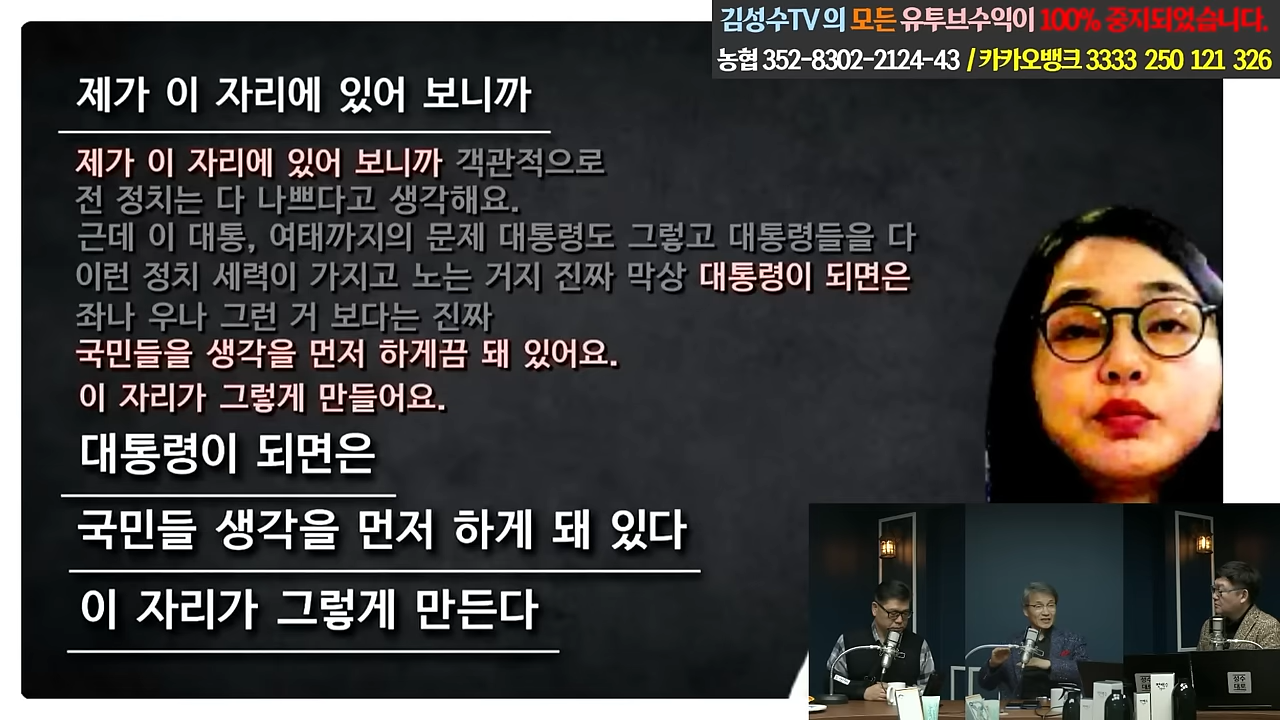 김성수TV의 모든 유투브수익이 100% 중지되었습니다.
농협 352-8302-2124-43 / 카카오뱅크 3333 250 121 326
제가 이 자리에 있어 보니까
제가 이 자리에 있어 보니까 객관적으로
전 정치는 다 나쁘다고 생각해요.
근데 이 대통, 여태까지의 문제 대통령도 그렇고 대통령들을 다
이런 정치 세력이 가지고 노는 거지 진짜 막상 대통령이 되면은
좌나 우나 그런 거 보다는 진짜
국민들을 생각을 먼저 하게끔 돼 있어요.
이 자리가 그렇게 만들어요.
대통령이 되면은
국민들 생각을 먼저 하게 돼 있다
이 자리가 그렇게 만든다